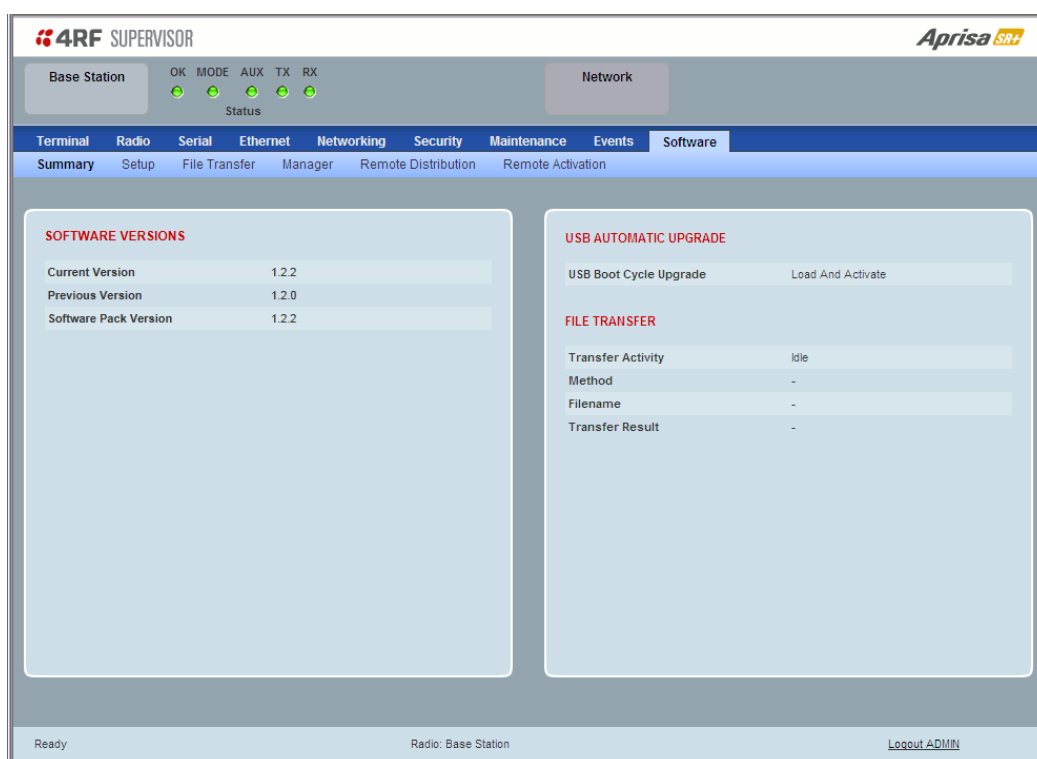 4RF SUPERVISOR
Aprisa SR+
Base Station
OK MODE AUX TX RX
Status
Network
Terminal Radio Serial Ethernet Networking Security Maintenance Events Software
Summary Setup File Transfer Manager Remote Distribution Remote Activation
SOFTWARE VERSIONS
Current Version 1.2.2
Previous Version 1.2.0
Software Pack Version 1.2.2
USB AUTOMATIC UPGRADE
USB Boot Cycle Upgrade Load And Activate
FILE TRANSFER
Transfer Activity Idle
Method -
Filename -
Transfer Result -
Ready Radio: Base Station Logout ADMIN